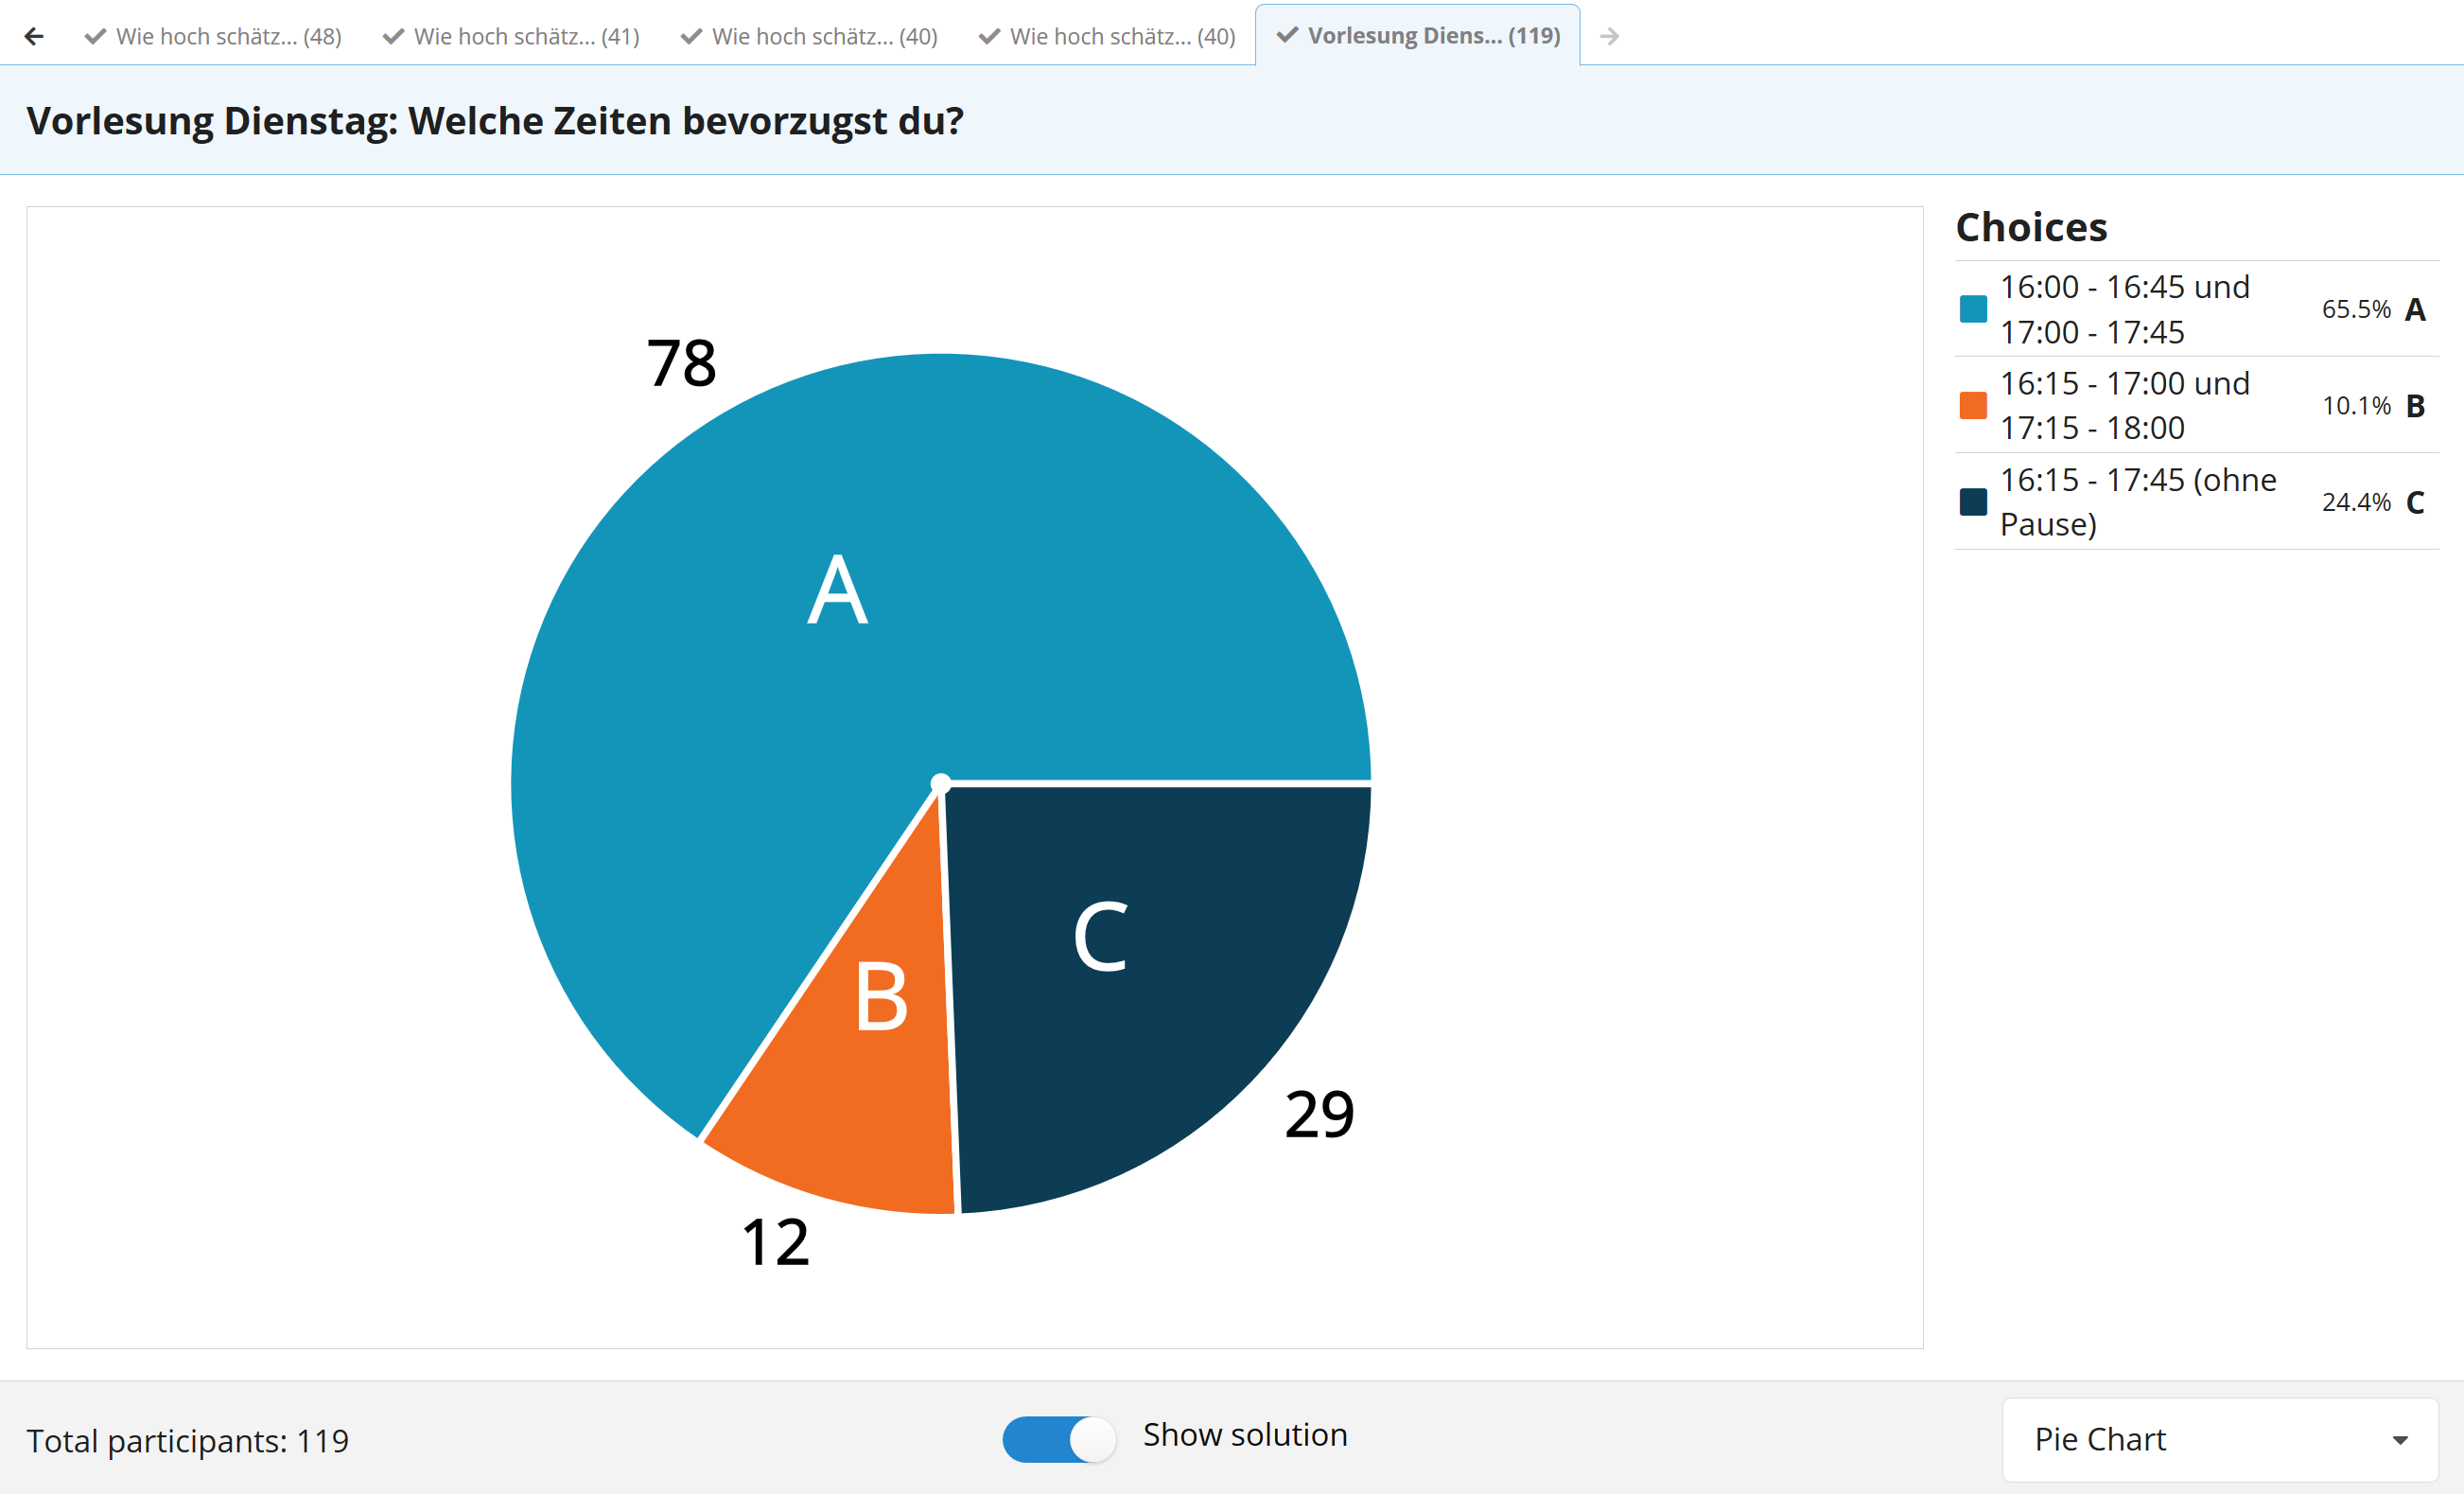 Wie hoch schätz... (48)
Wie hoch schätz... (41)
Wie hoch schätz... (40)
Wie hoch schätz... (40)
Vorlesung Diens... (119)
Vorlesung Dienstag: Welche Zeiten bevorzugst du?
78
A
B
C
29
12
Choices
16:00 - 16:45 und
17:00 - 17:45
65.5% A
16:15 - 17:00 und
17:15 - 18:00
10.1% B
16:15 - 17:45 (ohne
Pause)
24.4% C
Total participants: 119
Show solution
Pie Chart